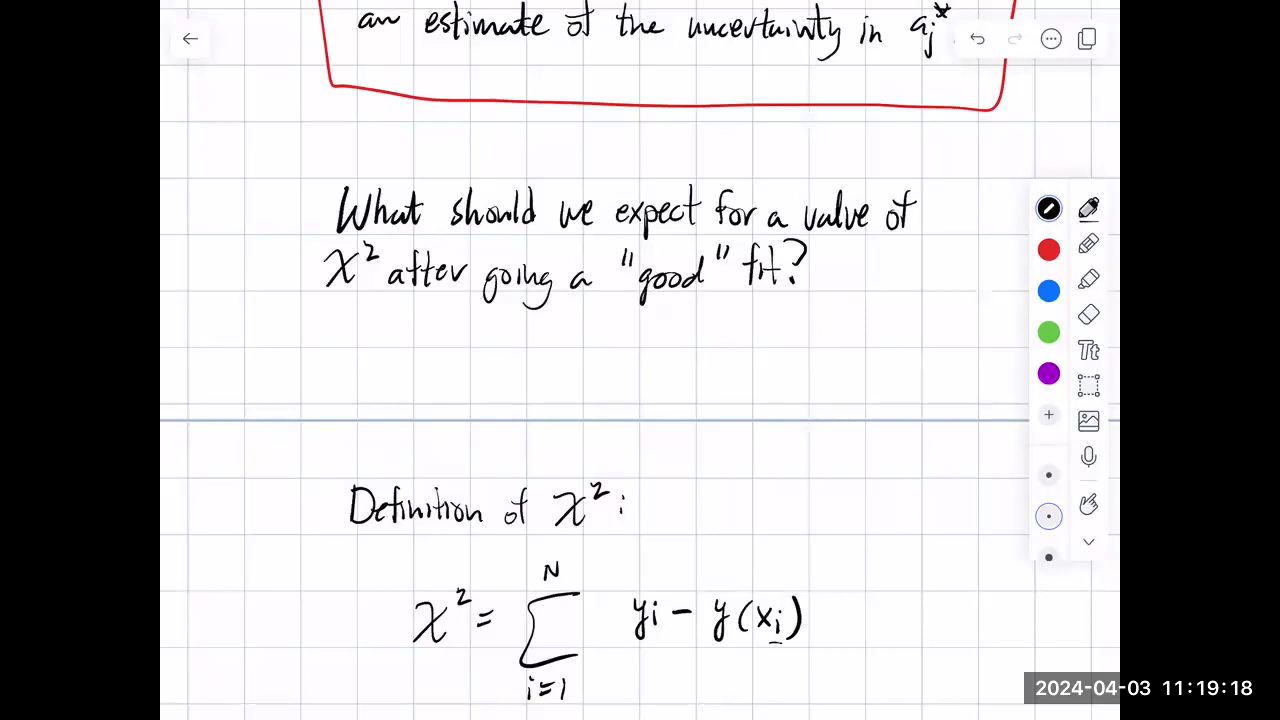 an estimate of the uncertainty in aj*
What should we expect for a value of
χ² after going a "good" fit?
Tt
Definition of χ²:
N
χ² = ∑ yi - y(xi)
i=1
2024-04-03 11:19:18